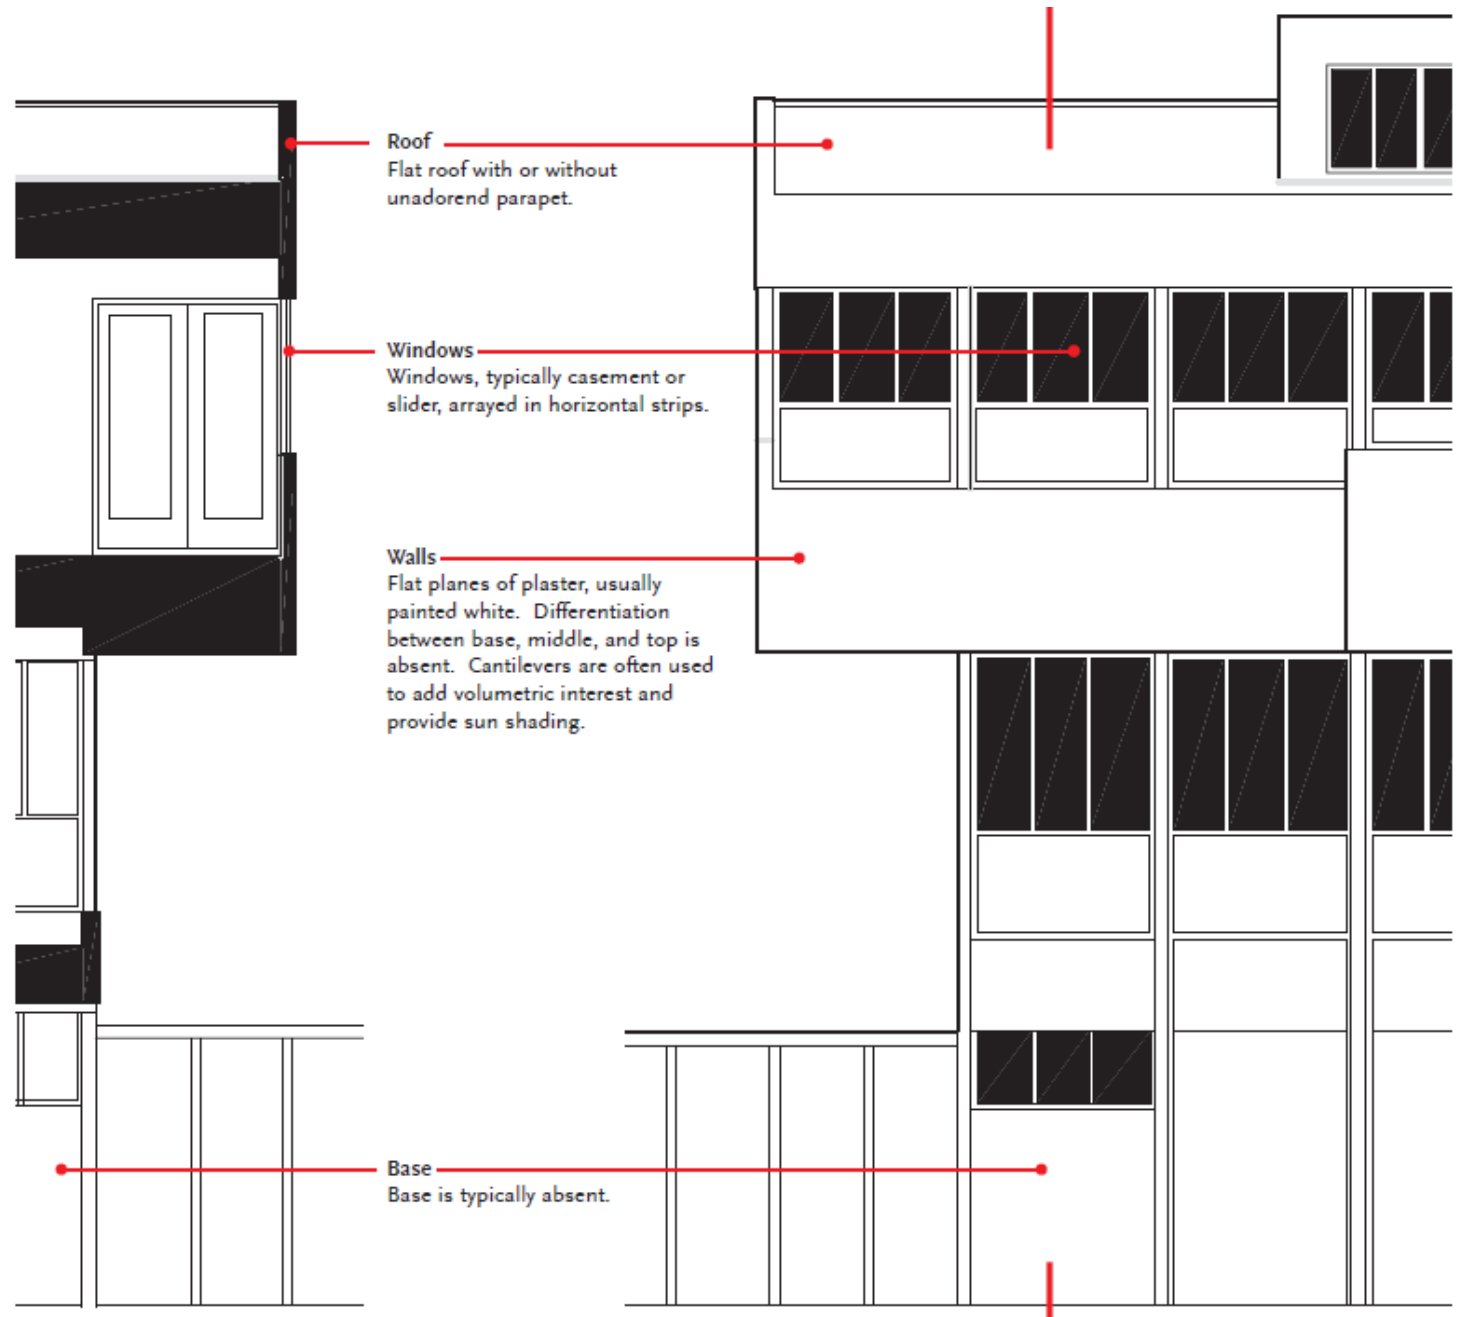 Roof
Flat roof with or without
unadorend parapet.
Windows
Windows, typically casement or
slider, arrayed in horizontal strips.
Walls
Flat planes of plaster, usually
painted white.  Differentiation
between base, middle, and top is
absent.  Cantilevers are often used
to add volumetric interest and
provide sun shading.
Base
Base is typically absent.